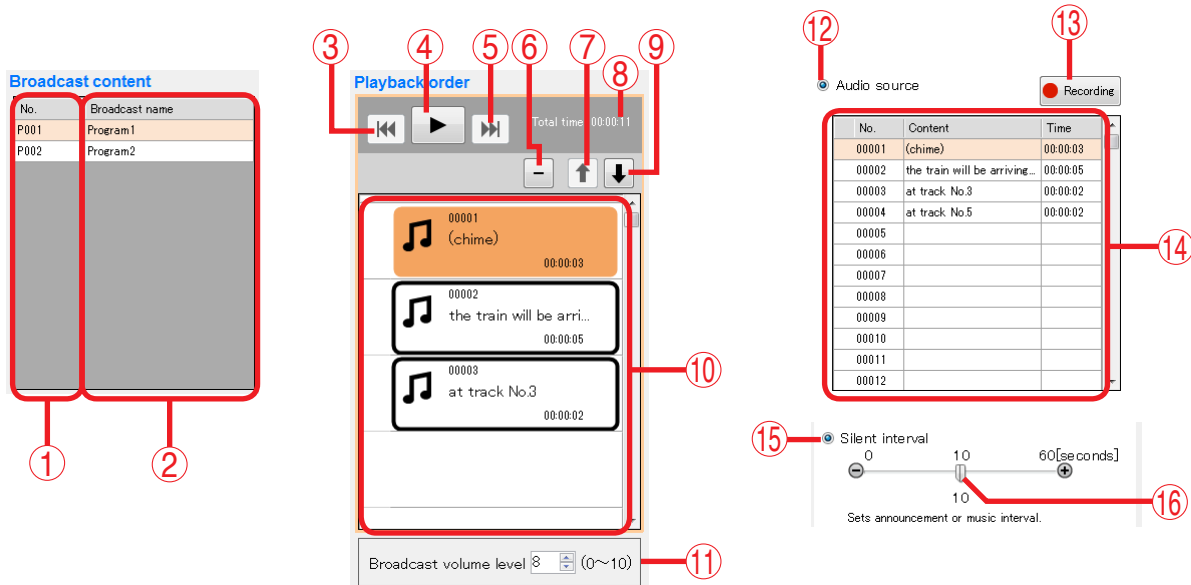 Broadcast content
No. Broadcast name
P001 Program1
P002 Program2
① ②
③ ④ ⑤ ⑥ ⑦ ⑧ ⑨
Playback order
Total time 00:00:11
−
00001
(chime)
00:00:03
00002
the train will be arri...
00:00:05
00003
at track No.3
00:00:02
⑩
Broadcast volume level 8 (0～10)
⑪
⑫ ⑬
Audio source
Recording
No. Content Time
00001 (chime) 00:00:03
00002 the train will be arriving... 00:00:05
00003 at track No.3 00:00:02
00004 at track No.5 00:00:02
00005
00006
00007
00008
00009
00010
00011
00012
⑭
⑮
Silent interval
0 10 60[seconds]
10
⑯
Sets announcement or music interval.